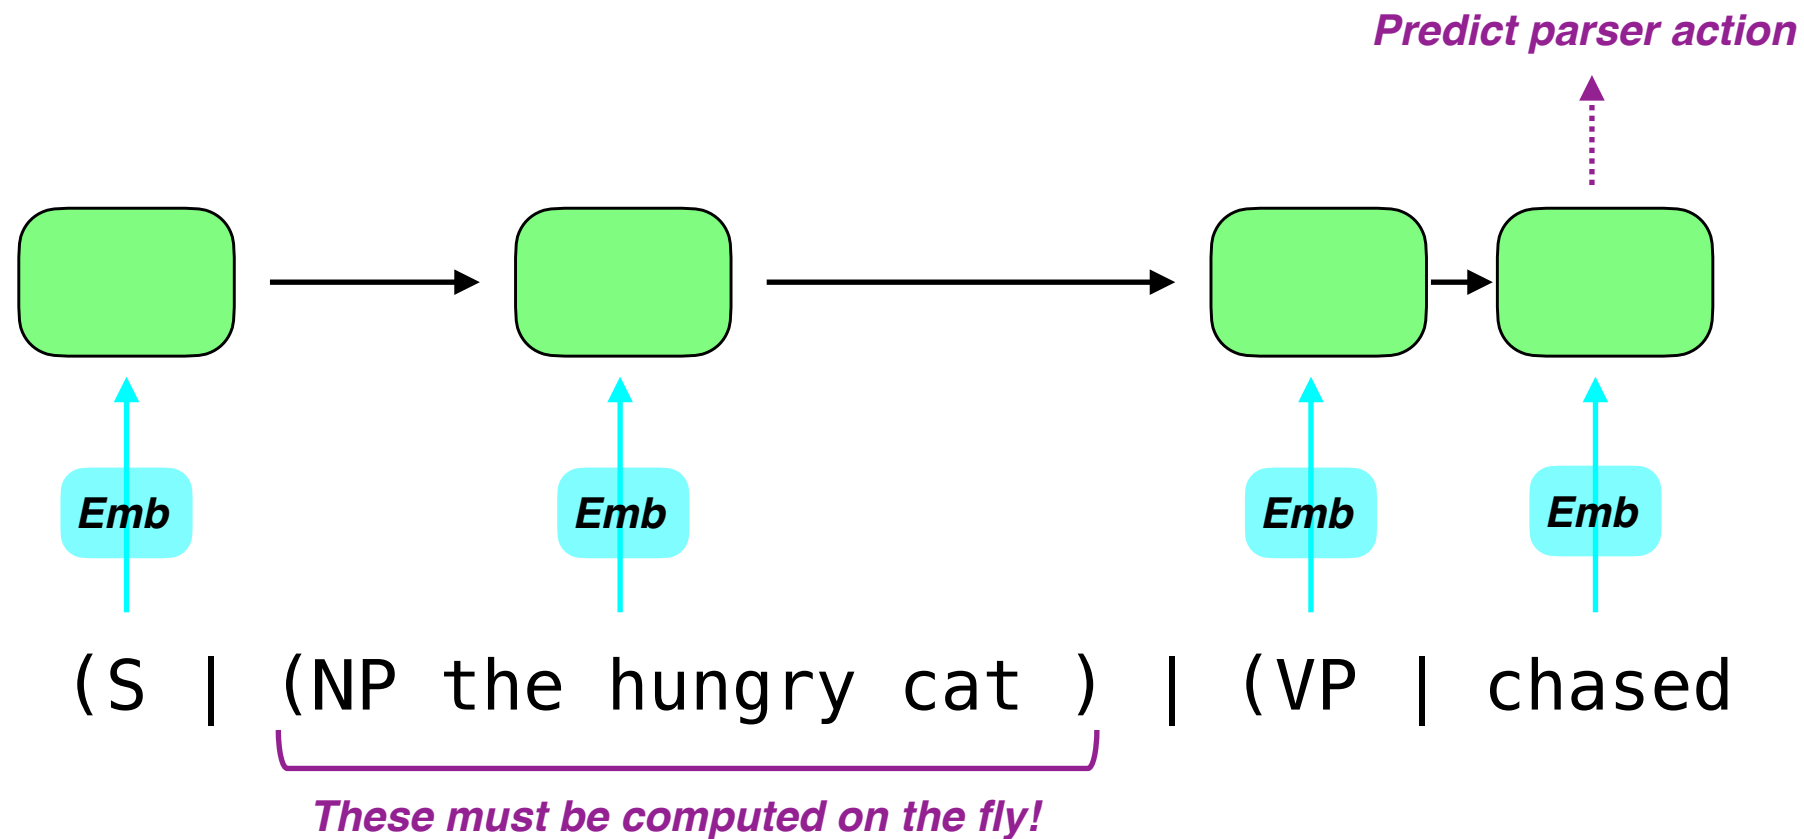 Predict parser action
Emb Emb Emb Emb
(S | (NP the hungry cat ) | (VP | chased
These must be computed on the fly!